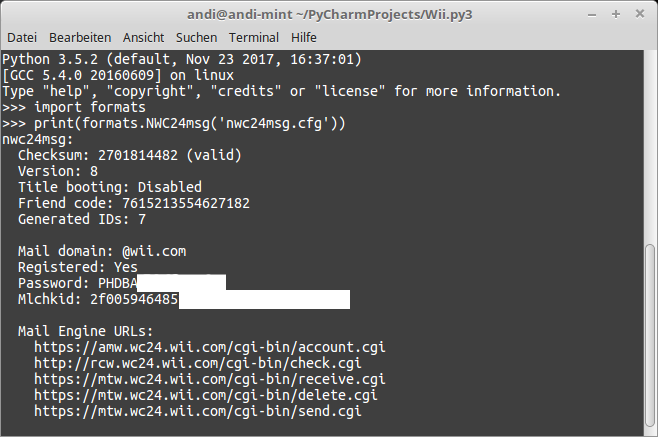 andi@andi-mint ~/PyCharmProjects/Wii.py3
Datei Bearbeiten Ansicht Suchen Terminal Hilfe
Python 3.5.2 (default, Nov 23 2017, 16:37:01)
[GCC 5.4.0 20160609] on linux
Type "help", "copyright", "credits" or "license" for more information.
>>> import formats
>>> print(formats.NWC24msg('nwc24msg.cfg'))
nwc24msg:
  Checksum: 2701814482 (valid)
  Version: 8
  Title booting: Disabled
  Friend code: 7615213554627182
  Generated IDs: 7

  Mail domain: @wii.com
  Registered: Yes
  Password: PHDBA
  Mlchkid: 2f005946485

  Mail Engine URLs:
    https://amw.wc24.wii.com/cgi-bin/account.cgi
    http://rcw.wc24.wii.com/cgi-bin/check.cgi
    https://mtw.wc24.wii.com/cgi-bin/receive.cgi
    https://mtw.wc24.wii.com/cgi-bin/delete.cgi
    https://mtw.wc24.wii.com/cgi-bin/send.cgi